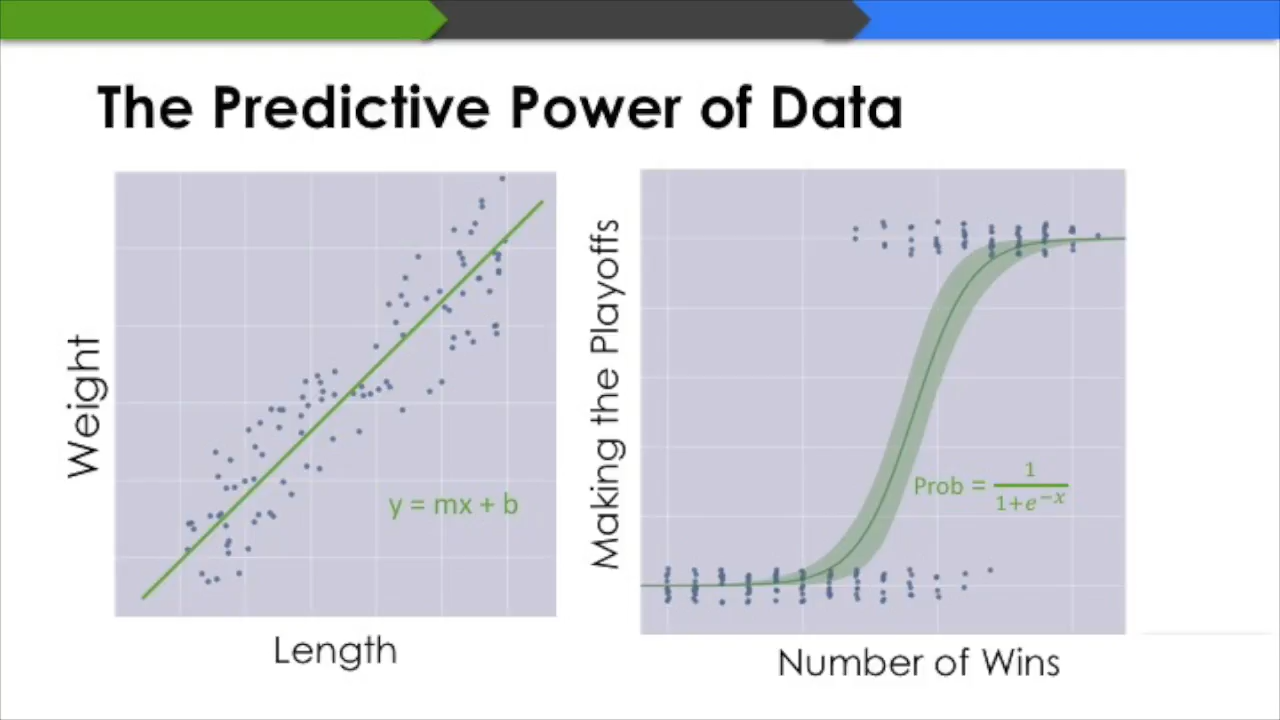 The Predictive Power of Data
Weight
y = mx + b
Length
Making the Playoffs
Prob = 1/1+e^−x
Number of Wins